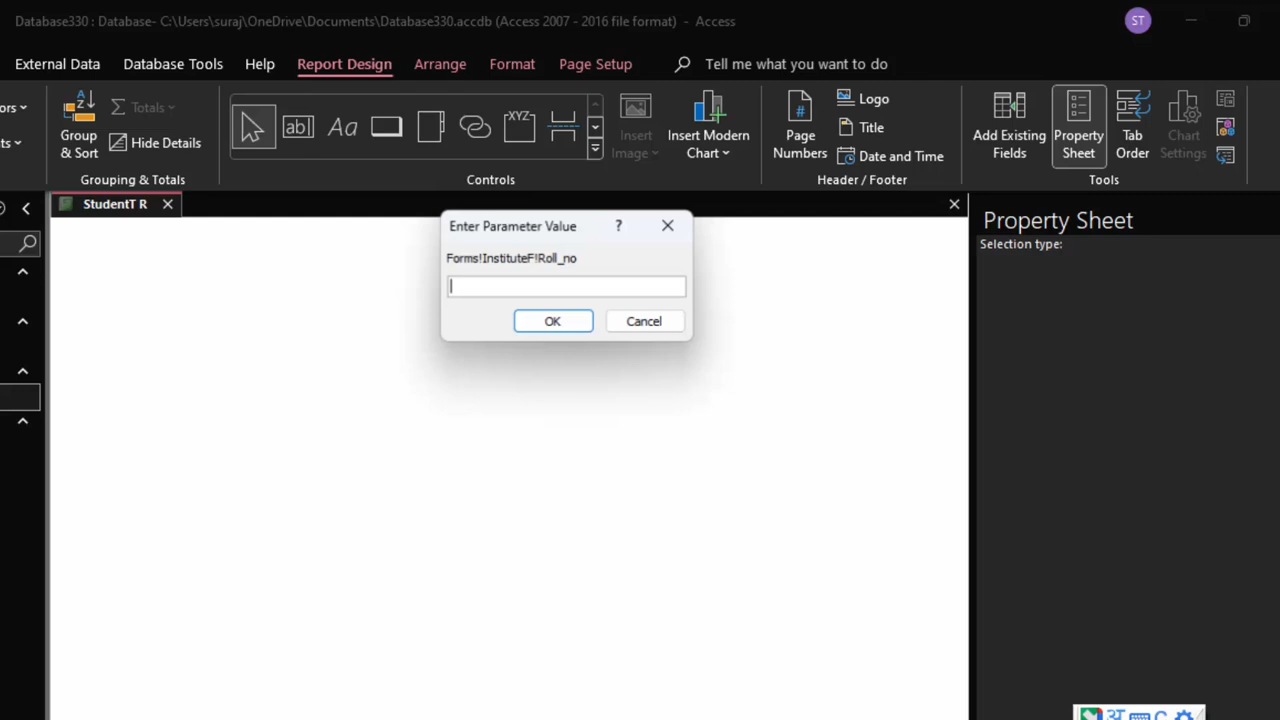 Database330 : Database- C:\Users\suraj\OneDrive\Documents\Database330.accdb (Access 2007 - 2016 file format) - Access
ST
External Data Database Tools Help Report Design Arrange Format Page Setup Tell me what you want to do
Group & Sort
Totals
Hide Details
Grouping & Totals
ab
Aa
XYZ
Controls
Insert Image
Insert Modern Chart
Page Numbers
Logo
Title
Date and Time
Header / Footer
Add Existing Fields
Property Sheet
Tab Order
Chart Settings
Tools
StudentT R
Enter Parameter Value ?
Forms!InstituteF!Roll_no
OK Cancel
Property Sheet
Selection type: